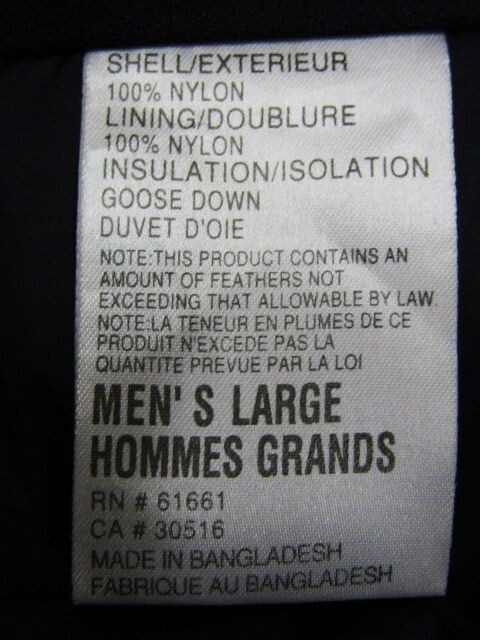 SHELL/EXTERIEUR
100% NYLON
LINING/DOUBLURE
100% NYLON
INSULATION/ISOLATION
GOOSE DOWN
DUVET D'OIE
NOTE:THIS PRODUCT CONTAINS AN
AMOUNT OF FEATHERS NOT
EXCEEDING THAT ALLOWABLE BY LAW.
NOTE:LA TENEUR EN PLUMES DE CE
PRODUIT N'EXCEDE PAS LA
QUANTITE PREVUE PAR LA LOI
MEN'S LARGE
HOMMES GRANDS
RN # 61661
CA # 30516
MADE IN BANGLADESH
FABRIQUE AU BANGLADESH